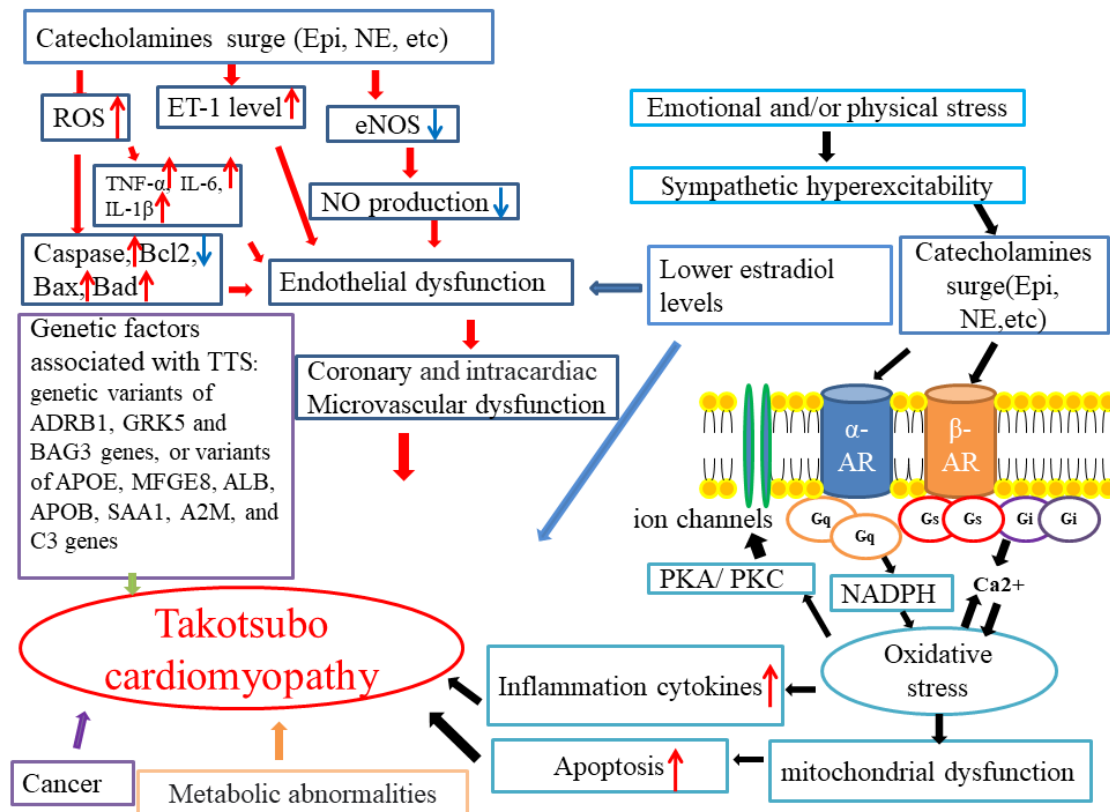 Catecholamines surge (Epi, NE, etc)
ROS
ET-1 level
eNOS
TNF-α, IL-6,
IL-1β
NO production
Caspase, Bcl2,
Bax, Bad
Endothelial dysfunction
Genetic factors
associated with TTS:
genetic variants of
ADRB1, GRK5 and
BAG3 genes, or variants
of APOE, MFGE8, ALB,
APOB, SAA1, A2M, and
C3 genes
Coronary and intracardiac
Microvascular dysfunction
Lower estradiol
levels
Emotional and/or physical stress
Sympathetic hyperexcitability
Catecholamines
surge(Epi,
NE,etc)
α-
AR
β-
AR
ion channels
Gq
Gq
Gs
Gs
Gi
Gi
PKA/ PKC
NADPH
Ca2+
Oxidative
stress
Takotsubo
cardiomyopathy
Inflammation cytokines
Apoptosis
mitochondrial dysfunction
Cancer
Metabolic abnormalities